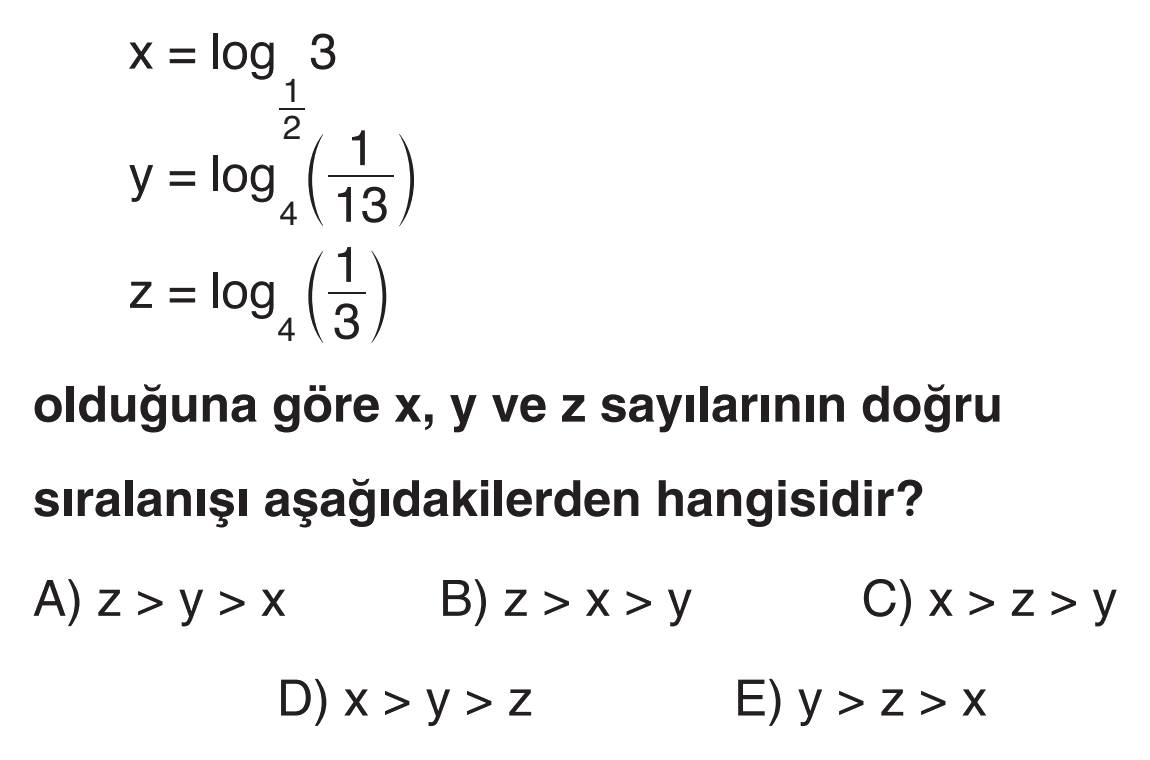 x = log_{1/2} 3
y = log_4 (1/13)
z = log_4 (1/3)
olduğuna göre x, y ve z sayılarının doğru
sıralanışı aşağıdakilerden hangisidir?
A) z > y > x B) z > x > y C) x > z > y
D) x > y > z E) y > z > x